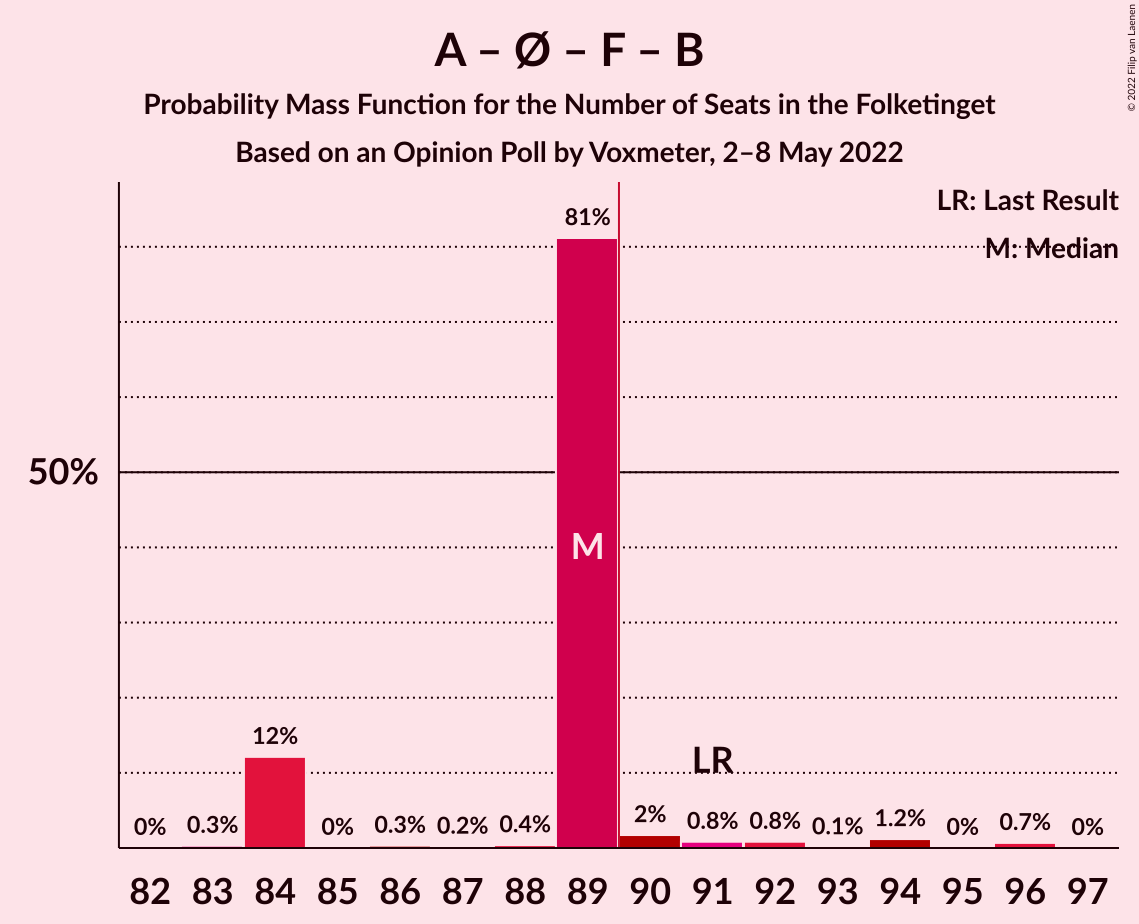 A – Ø – F – B
Probability Mass Function for the Number of Seats in the Folketinget
Based on an Opinion Poll by Voxmeter, 2–8 May 2022
© 2022 Filip van Laenen
LR: Last Result
M: Median
50%
81%
M
12%
LR
0% 0.3% 0% 0.3% 0.2% 0.4% 2% 0.8% 0.8% 0.1% 1.2% 0% 0.7% 0%
82 83 84 85 86 87 88 89 90 91 92 93 94 95 96 97